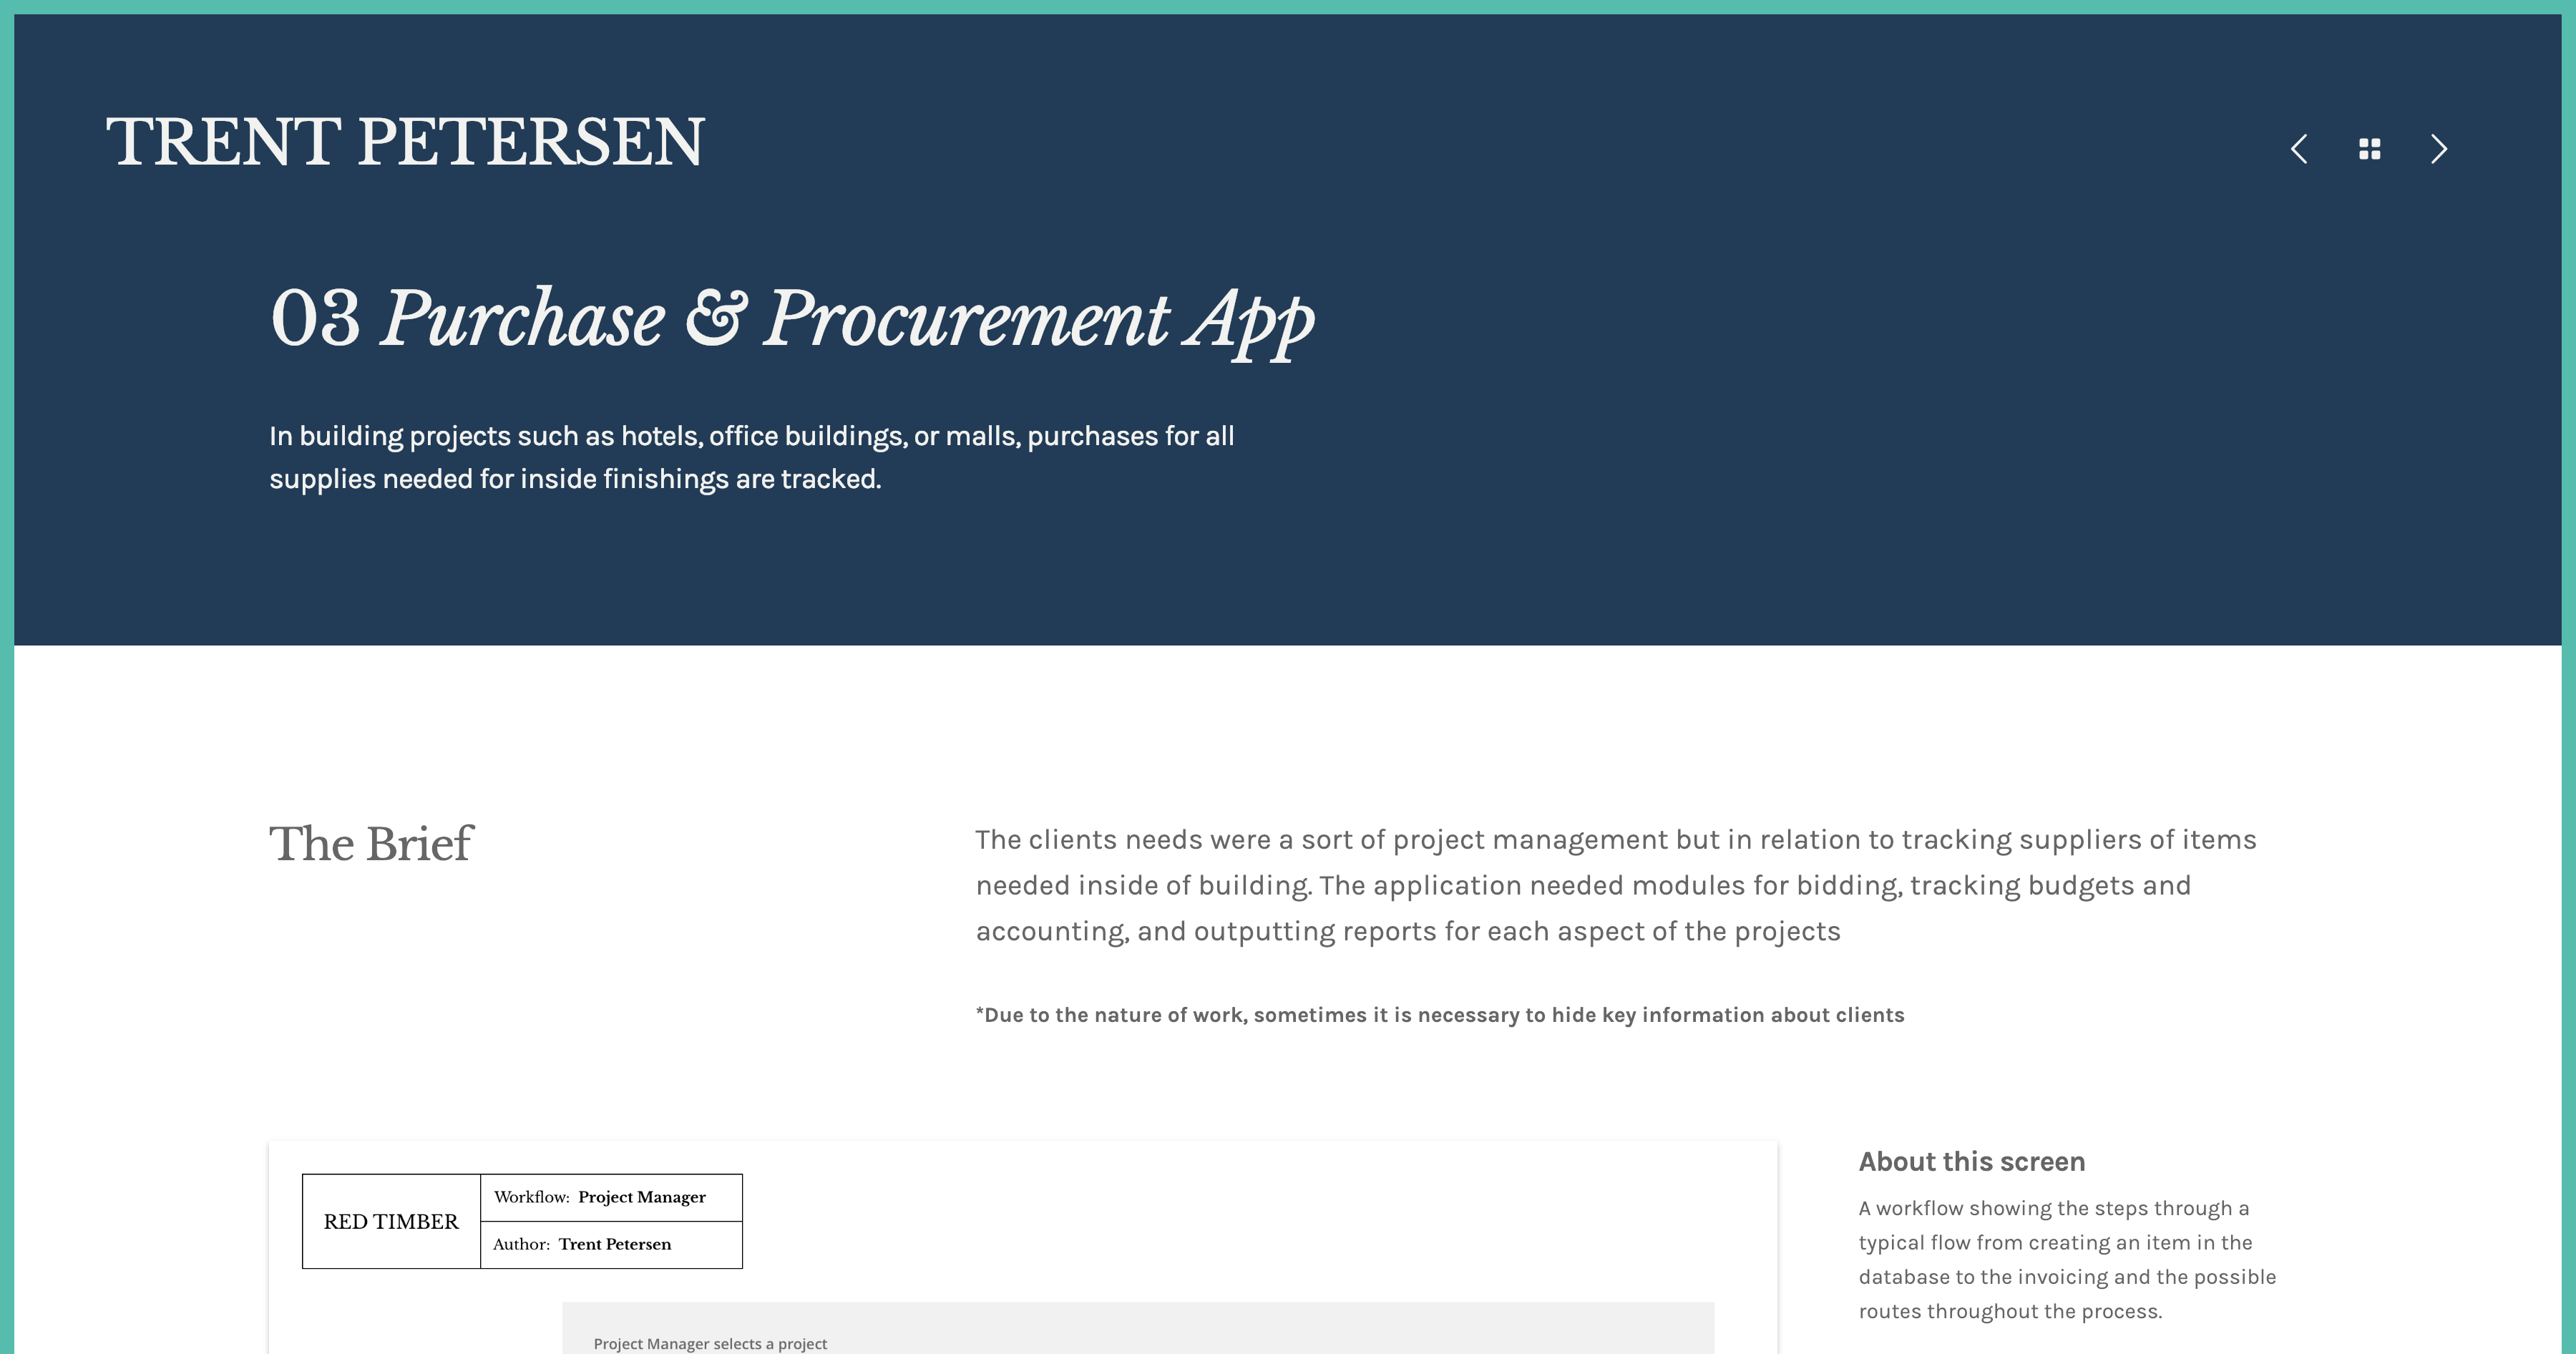 TRENT PETERSEN
03 Purchase & Procurement App
In building projects such as hotels, office buildings, or malls, purchases for all
supplies needed for inside finishings are tracked.
The Brief
The clients needs were a sort of project management but in relation to tracking suppliers of items
needed inside of building. The application needed modules for bidding, tracking budgets and
accounting, and outputting reports for each aspect of the projects
*Due to the nature of work, sometimes it is necessary to hide key information about clients
RED TIMBER
Workflow: Project Manager
Author: Trent Petersen
Project Manager selects a project
About this screen
A workflow showing the steps through a
typical flow from creating an item in the
database to the invoicing and the possible
routes throughout the process.